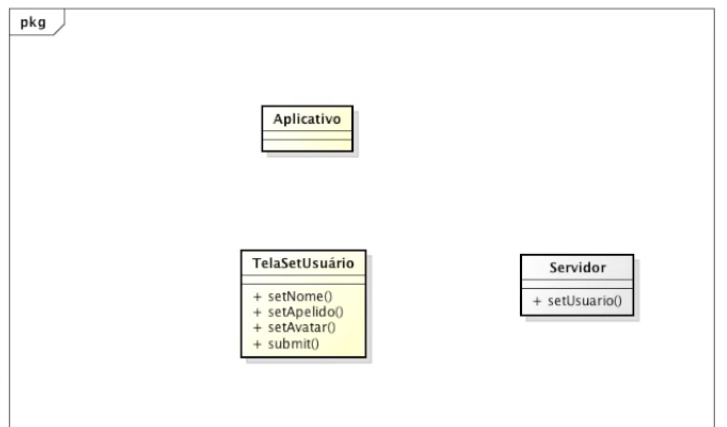 pkg
Aplicativo
TelaSetUsuário
+ setNome()
+ setApelido()
+ setAvatar()
+ submit()
Servidor
+ setUsuario()